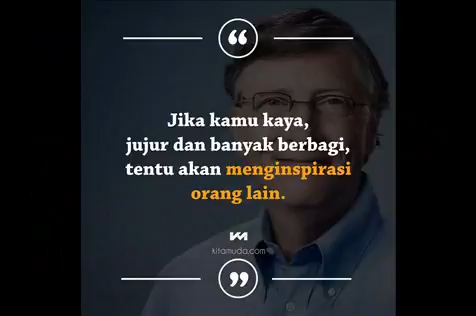 “
Jika kamu kaya,
jujur dan banyak berbagi,
tentu akan menginspirasi
orang lain.
kitamuda.com
”